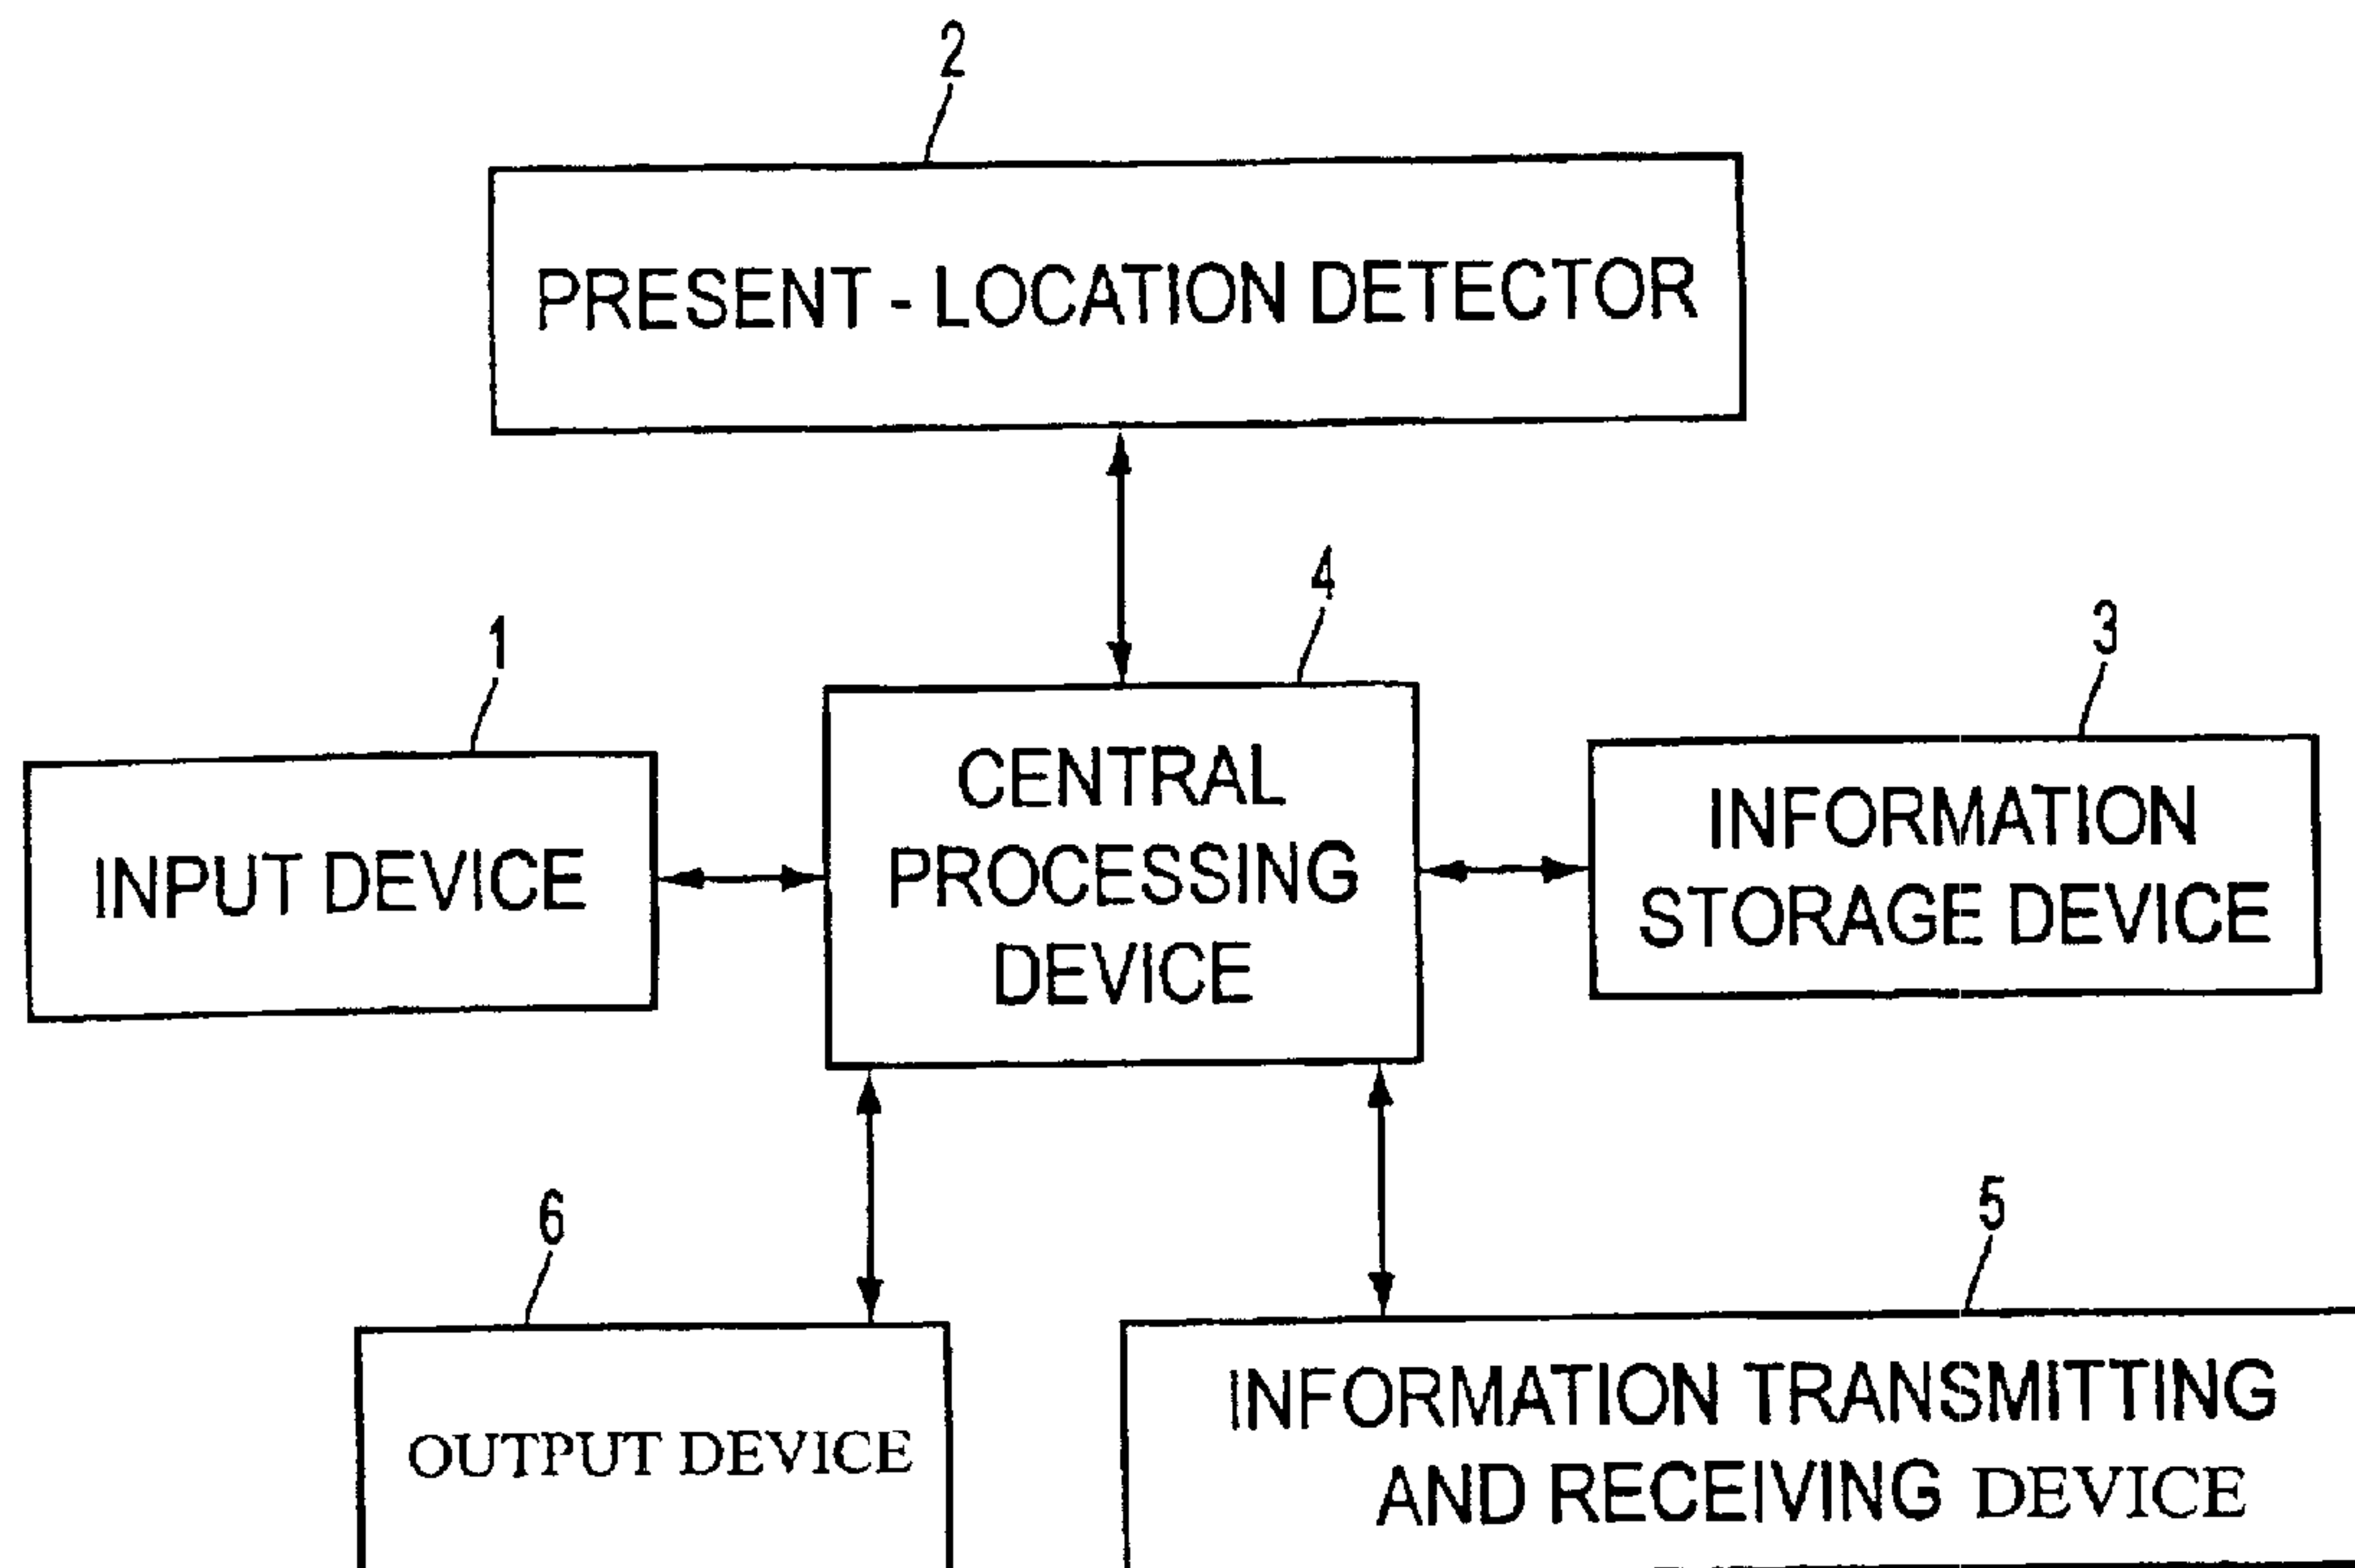 2
PRESENT - LOCATION DETECTOR
4
1
3
CENTRAL
PROCESSING
DEVICE
INPUT DEVICE
INFORMATION
STORAGE DEVICE
6
5
OUTPUT DEVICE
INFORMATION TRANSMITTING
AND RECEIVING DEVICE